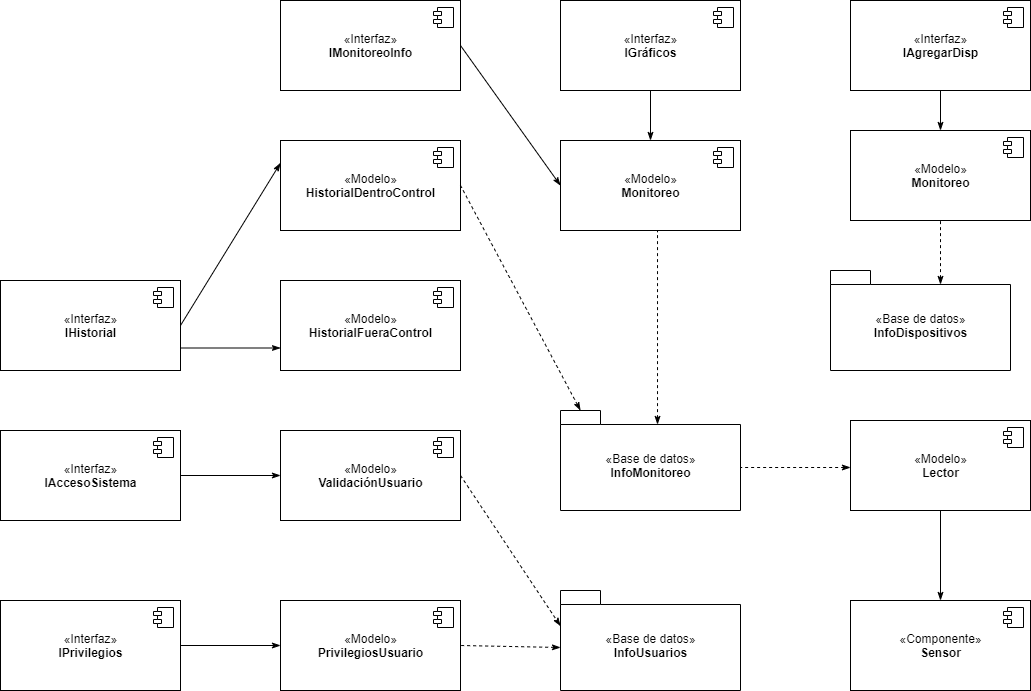 «Interfaz»
IMonitoreoInfo
«Interfaz»
IGráficos
«Interfaz»
IAgregarDisp
«Modelo»
HistorialDentroControl
«Modelo»
Monitoreo
«Modelo»
Monitoreo
«Interfaz»
IHistorial
«Modelo»
HistorialFueraControl
«Base de datos»
InfoDispositivos
«Interfaz»
IAccesoSistema
«Modelo»
ValidaciónUsuario
«Base de datos»
InfoMonitoreo
«Modelo»
Lector
«Interfaz»
IPrivilegios
«Modelo»
PrivilegiosUsuario
«Base de datos»
InfoUsuarios
«Componente»
Sensor